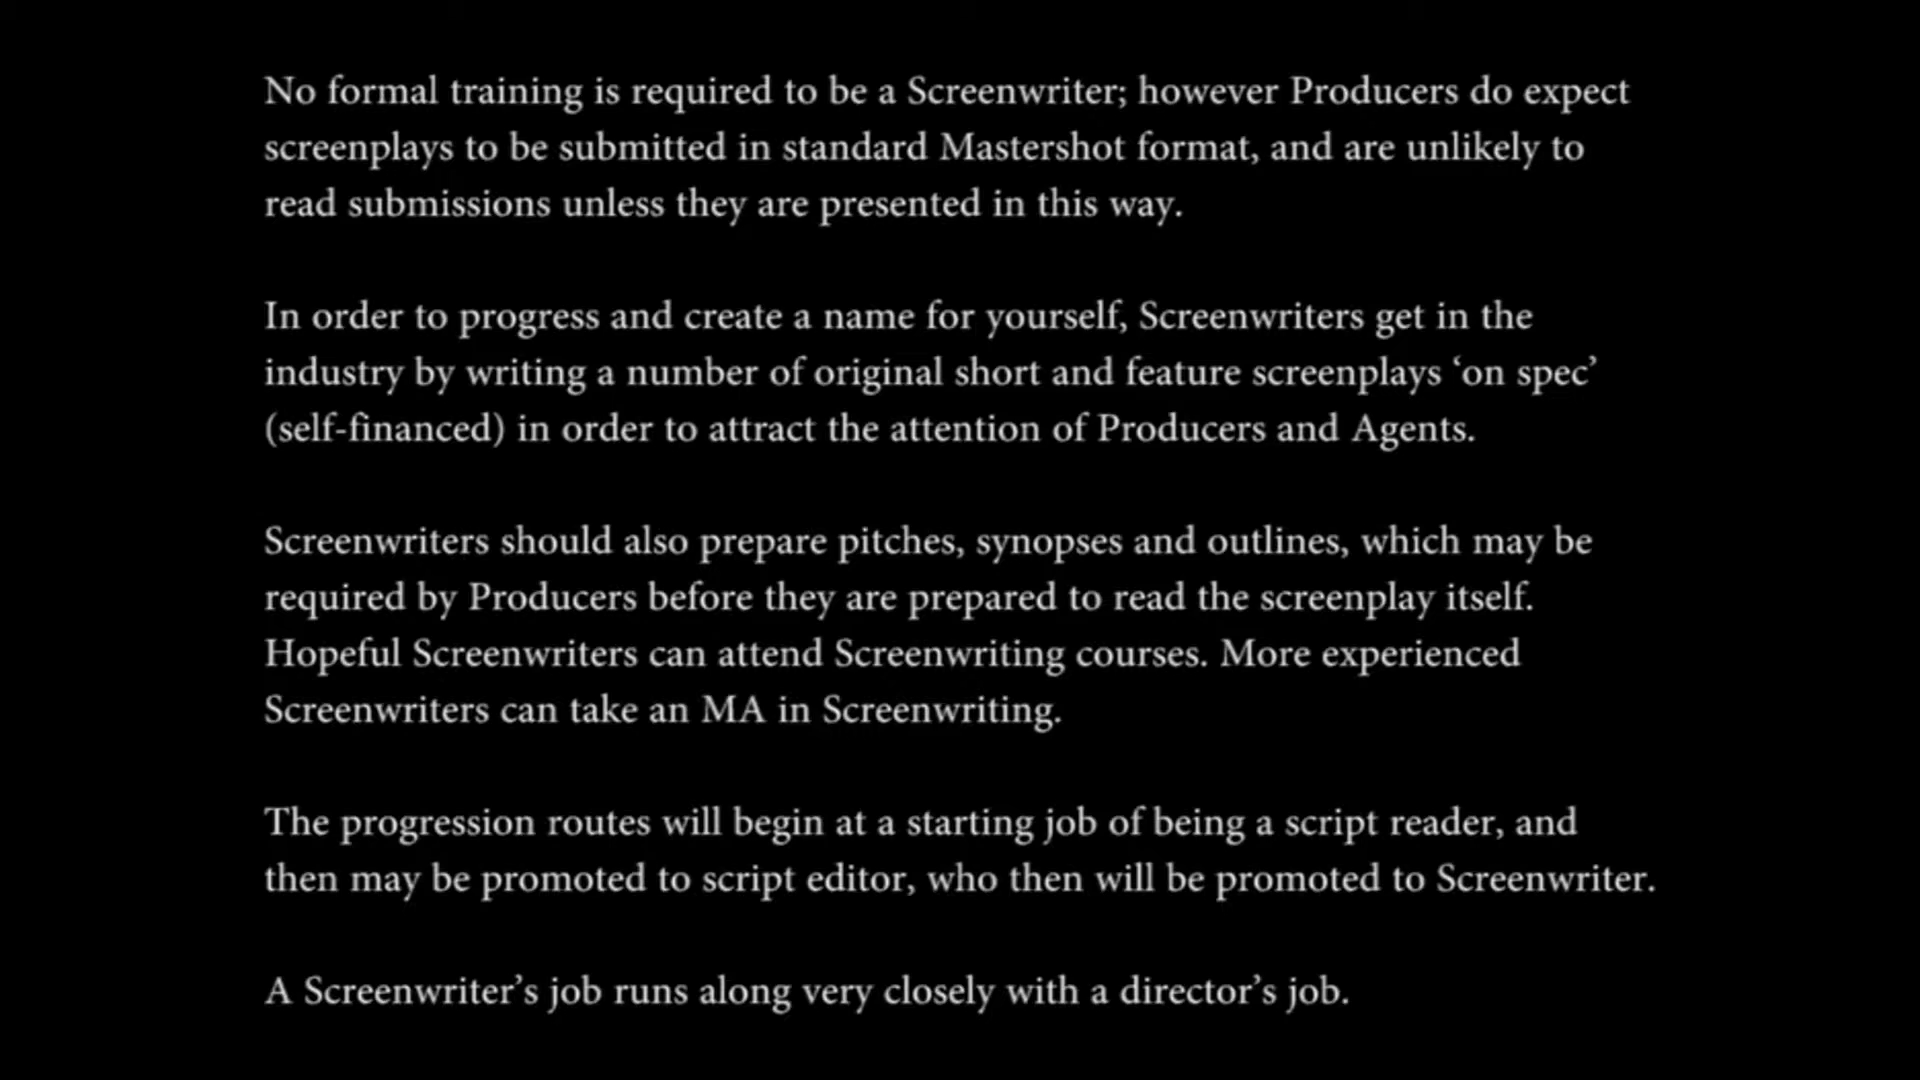 No formal training is required to be a Screenwriter; however Producers do expect
screenplays to be submitted in standard Mastershot format, and are unlikely to
read submissions unless they are presented in this way.
In order to progress and create a name for yourself, Screenwriters get in the
industry by writing a number of original short and feature screenplays ‘on spec’
(self-financed) in order to attract the attention of Producers and Agents.
Screenwriters should also prepare pitches, synopses and outlines, which may be
required by Producers before they are prepared to read the screenplay itself.
Hopeful Screenwriters can attend Screenwriting courses. More experienced
Screenwriters can take an MA in Screenwriting.
The progression routes will begin at a starting job of being a script reader, and
then may be promoted to script editor, who then will be promoted to Screenwriter.
A Screenwriter’s job runs along very closely with a director’s job.